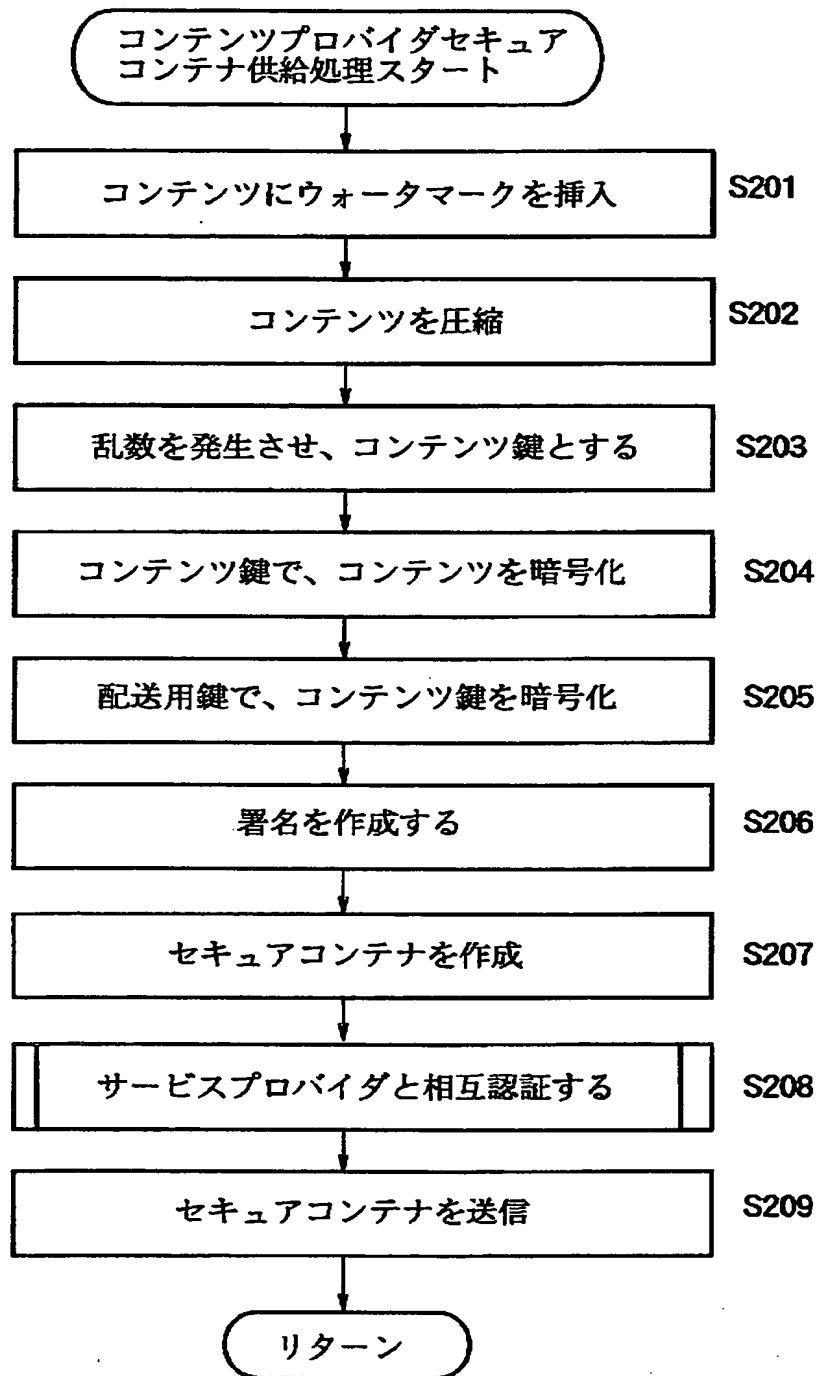 コンテンツプロバイダセキュア
コンテナ供給処理スタート
コンテンツにウォータマークを挿入
S201
コンテンツを圧縮
S202
乱数を発生させ、コンテンツ鍵とする
S203
コンテンツ鍵で、コンテンツを暗号化
S204
配送用鍵で、コンテンツ鍵を暗号化
S205
署名を作成する
S206
セキュアコンテナを作成
S207
サービスプロバイダと相互認証する
S208
セキュアコンテナを送信
S209
リターン